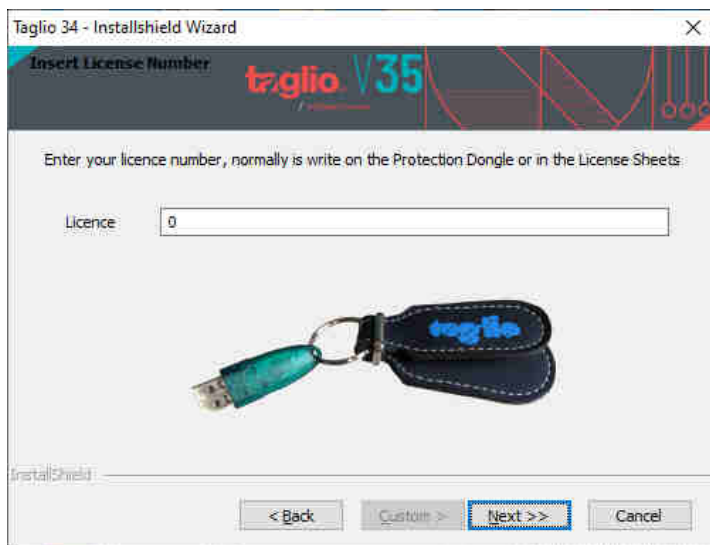 Taglio 34 - Installshield Wizard
Insert License Number
taglio V35
Enter your licence number, normally is write on the Protection Dongle or in the License Sheets
Licence
0
taglio
InstallShield
< Back
Custom >
Next >>
Cancel